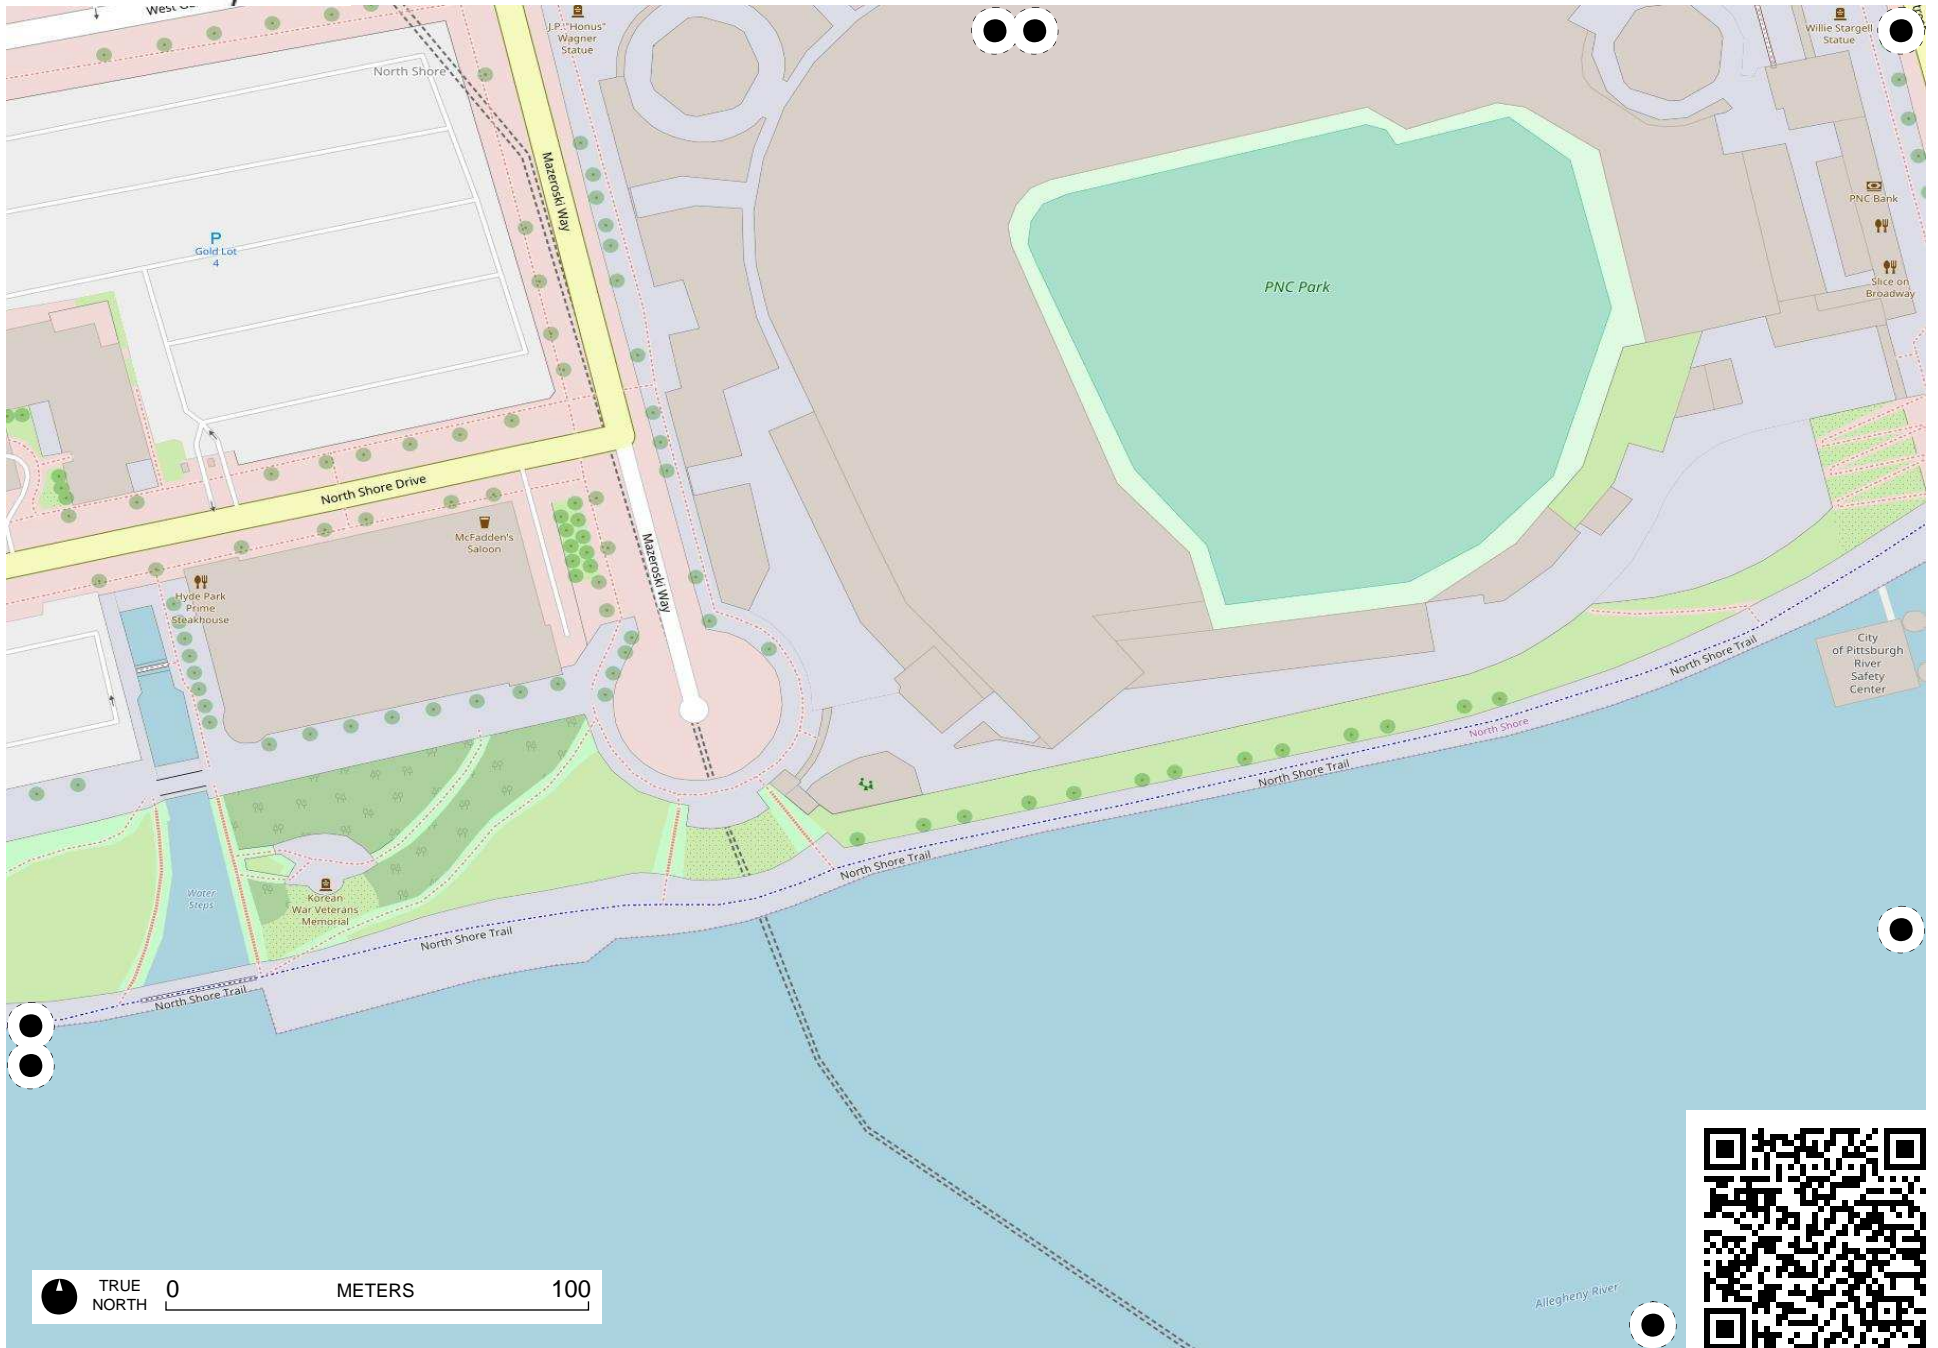 J.P. "Honus"
Wagner
Statue
Willie Stargell
Statue
North Shore
Mazeroski Way
PNC Bank
P
Gold Lot
4
Slice on
Broadway
PNC Park
North Shore Drive
McFadden's
Saloon
Mazeroski Way
Hyde Park
Prime
Steakhouse
City
of Pittsburgh
River
Safety
Center
North Shore Trail
North Shore
North Shore Trail
North Shore Trail
Water
Steps
Korean
War Veterans
Memorial
North Shore Trail
North Shore Trail
TRUE
NORTH
0 METERS 100
Allegheny River